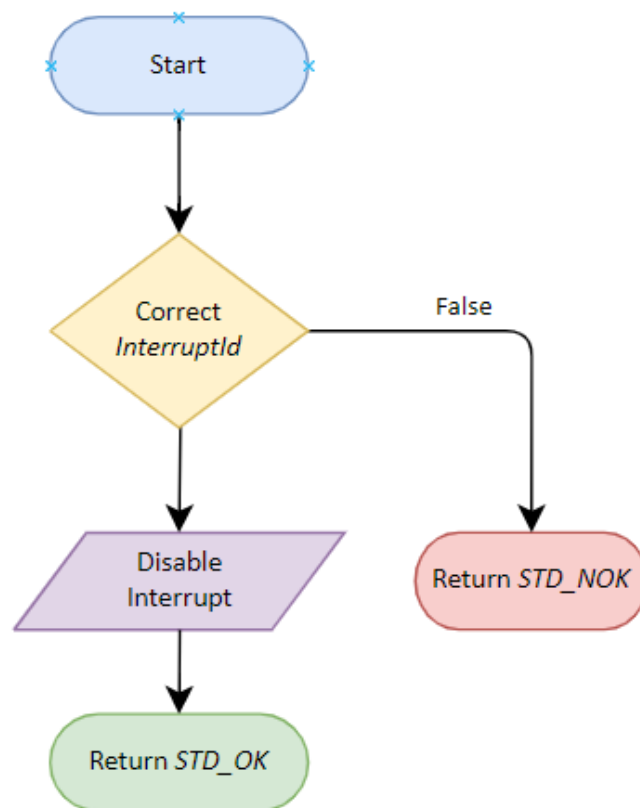 Start
Correct
InterruptId
False
Disable
Interrupt
Return STD_NOK
Return STD_OK